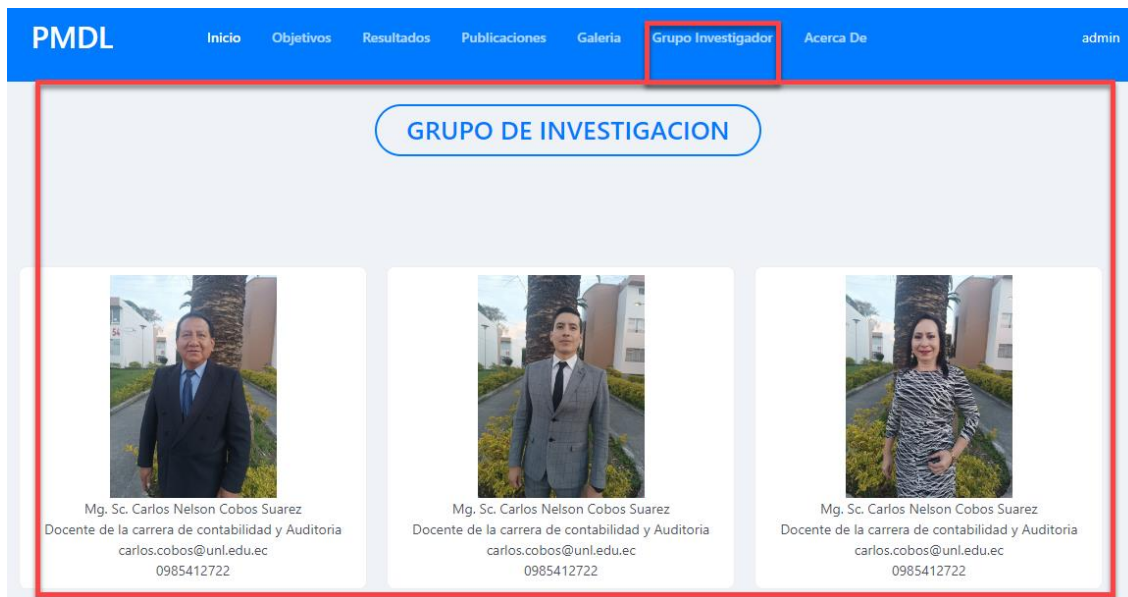 PMDL
Inicio Objetivos Resultados Publicaciones Galeria Grupo Investigador Acerca De admin
GRUPO DE INVESTIGACION
54
Mg. Sc. Carlos Nelson Cobos Suarez
Docente de la carrera de contabilidad y Auditoria
carlos.cobos@unl.edu.ec
0985412722
Mg. Sc. Carlos Nelson Cobos Suarez
Docente de la carrera de contabilidad y Auditoria
carlos.cobos@unl.edu.ec
0985412722
Mg. Sc. Carlos Nelson Cobos Suarez
Docente de la carrera de contabilidad y Auditoria
carlos.cobos@unl.edu.ec
0985412722